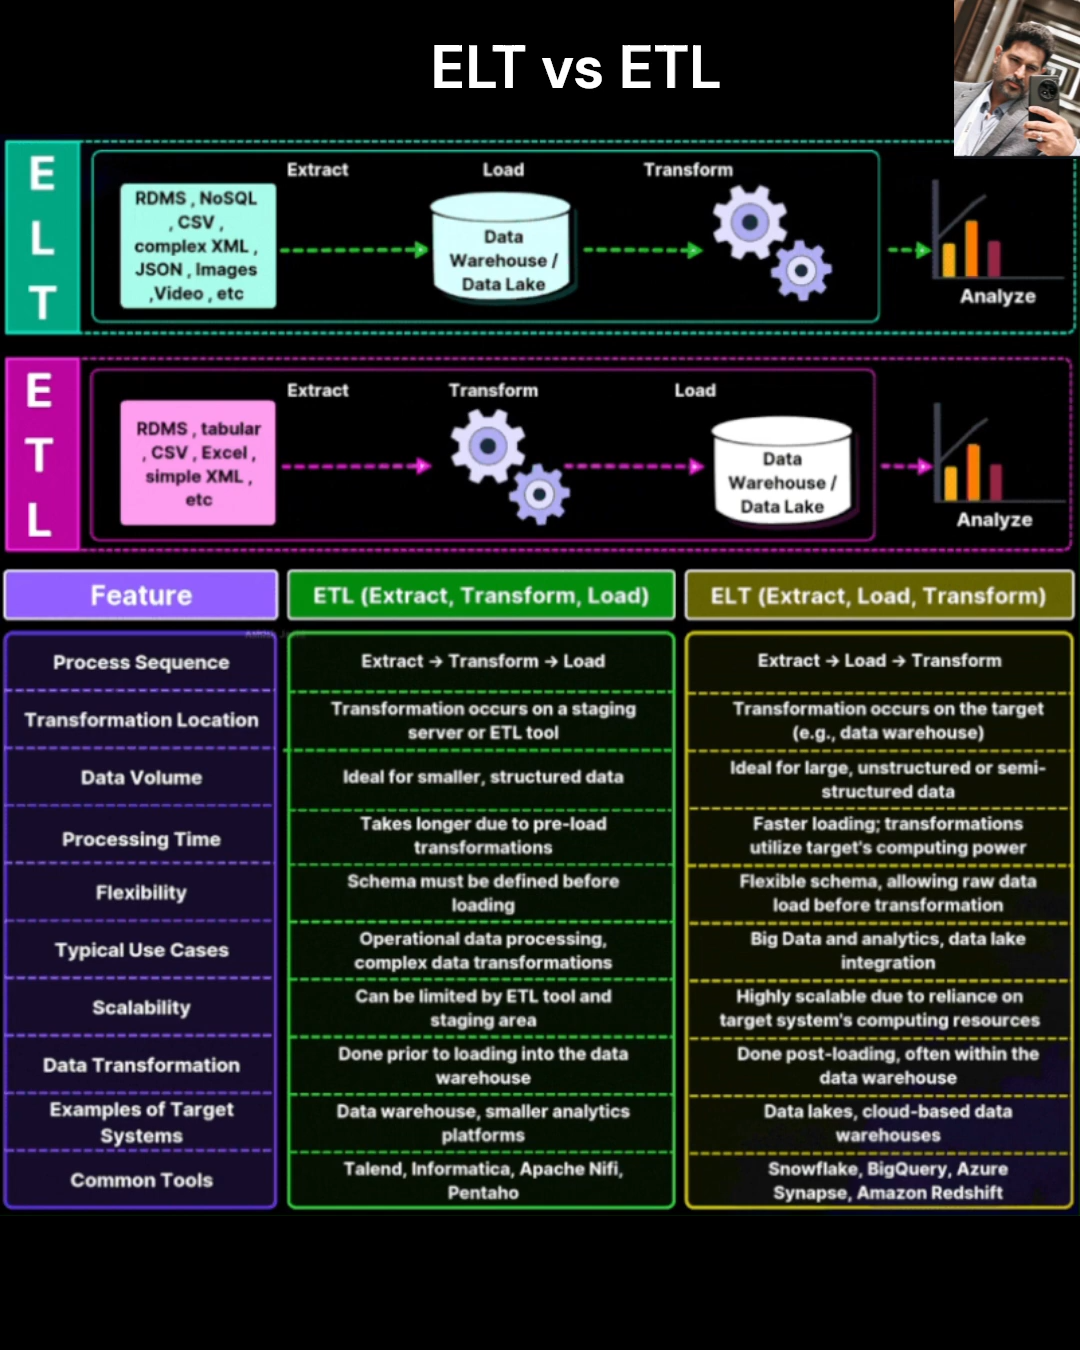 ELT vs ETL
E
L
T
Extract
Load
Transform
RDMS , NoSQL
, CSV ,
complex XML ,
JSON , Images
,Video , etc
Data
Warehouse /
Data Lake
Analyze
E
T
L
Extract
Transform
Load
RDMS , tabular
, CSV , Excel ,
simple XML ,
etc
Data
Warehouse /
Data Lake
Analyze
Feature
ETL (Extract, Transform, Load)
ELT (Extract, Load, Transform)
Process Sequence
Extract → Transform → Load
Extract → Load → Transform
Transformation Location
Transformation occurs on a staging
server or ETL tool
Transformation occurs on the target
(e.g., data warehouse)
Data Volume
Ideal for smaller, structured data
Ideal for large, unstructured or semi-
structured data
Processing Time
Takes longer due to pre-load
transformations
Faster loading; transformations
utilize target's computing power
Flexibility
Schema must be defined before
loading
Flexible schema, allowing raw data
load before transformation
Typical Use Cases
Operational data processing,
complex data transformations
Big Data and analytics, data lake
integration
Scalability
Can be limited by ETL tool and
staging area
Highly scalable due to reliance on
target system's computing resources
Data Transformation
Done prior to loading into the data
warehouse
Done post-loading, often within the
data warehouse
Examples of Target
Systems
Data warehouse, smaller analytics
platforms
Data lakes, cloud-based data
warehouses
Common Tools
Talend, Informatica, Apache Nifi,
Pentaho
Snowflake, BigQuery, Azure
Synapse, Amazon Redshift